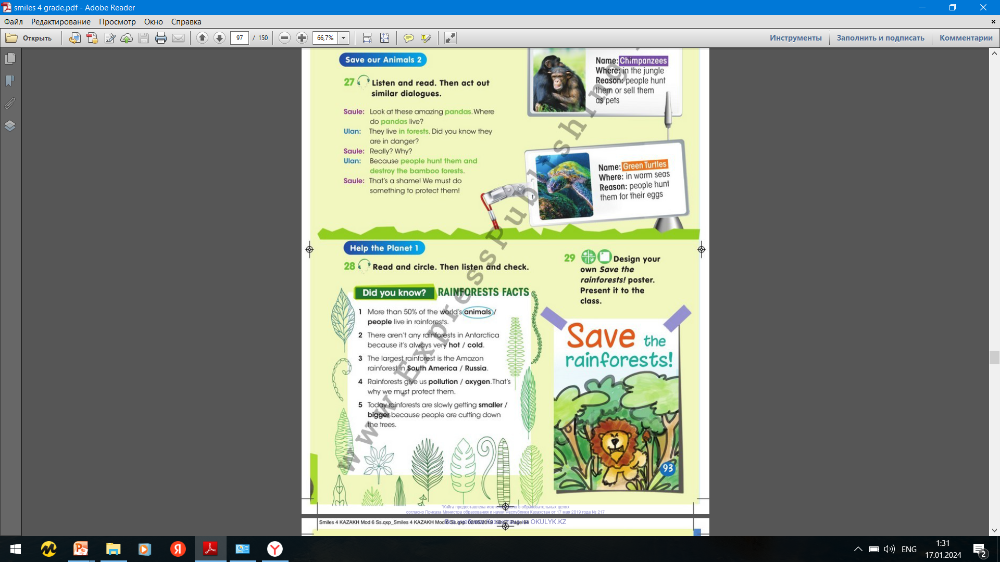 smiles 4 grade.pdf - Adobe Reader
Файл Редактирование Просмотр Окно Справка
Открыть
97 / 150
66,7%
Инструменты Заполнить и подписать Комментарии
Save our Animals 2
27 Listen and read. Then act out
similar dialogues.
Saule: Look at these amazing pandas. Where
do pandas live?
Ulan: They live in forests. Did you know they
are in danger?
Saule: Really? Why?
Ulan: Because people hunt them and
destroy the bamboo forests.
Saule: That's a shame! We must do
something to protect them!
Name: Chimpanzees
Where: in the jungle
Reason: people hunt
them or sell them
as pets
Name: Green Turtles
Where: in warm seas
Reason: people hunt
them for their eggs
Help the Planet 1
28 Read and circle. Then listen and check.
Did you know? RAINFORESTS FACTS
1 More than 50% of the world's animals /
people live in rainforests.
2 There aren't any rainforests in Antarctica
because it's always very hot / cold.
3 The largest rainforest is the Amazon
rainforest in South America / Russia.
4 Rainforests give us pollution / oxygen. That's
why we must protect them.
5 Today rainforests are slowly getting smaller /
bigger because people are cutting down
the trees.
29 Design your
own Save the
rainforests! poster.
Present it to the
class.
Save the
rainforests!
93
www.ExpressPublishing.
*Книга предоставлена исключительно в образовательных целях
согласно Приказа Министра образования и науки Республики Казахстан от 17 мая 2019 года № 217
Smiles 4 KAZAKH Mod 6 Ss.qxp_Smiles 4 KAZAKH Mod 6 Ss.qxp 02/05/2019 18:42 Page 94
OKULYK.KZ
ENG
1:31
17.01.2024
2